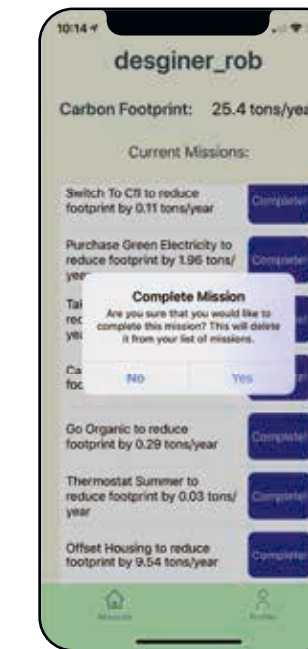 10:14
desginer_rob
Carbon Footprint: 25.4 tons/yea
Current Missions:
Switch To Cfl to reduce
footprint by 0.11 tons/year
Complete
Purchase Green Electricity to
reduce footprint by 1.96 tons/
year
Complete
Complete Mission
Are you sure that you would like to
complete this mission? This will delete
it from your list of missions.
No
Yes
Go Organic to reduce
footprint by 0.29 tons/year
Complete
Thermostat Summer to
reduce footprint by 0.03 tons/
year
Complete
Offset Housing to reduce
footprint by 9.54 tons/year
Complete
Missions
Profile